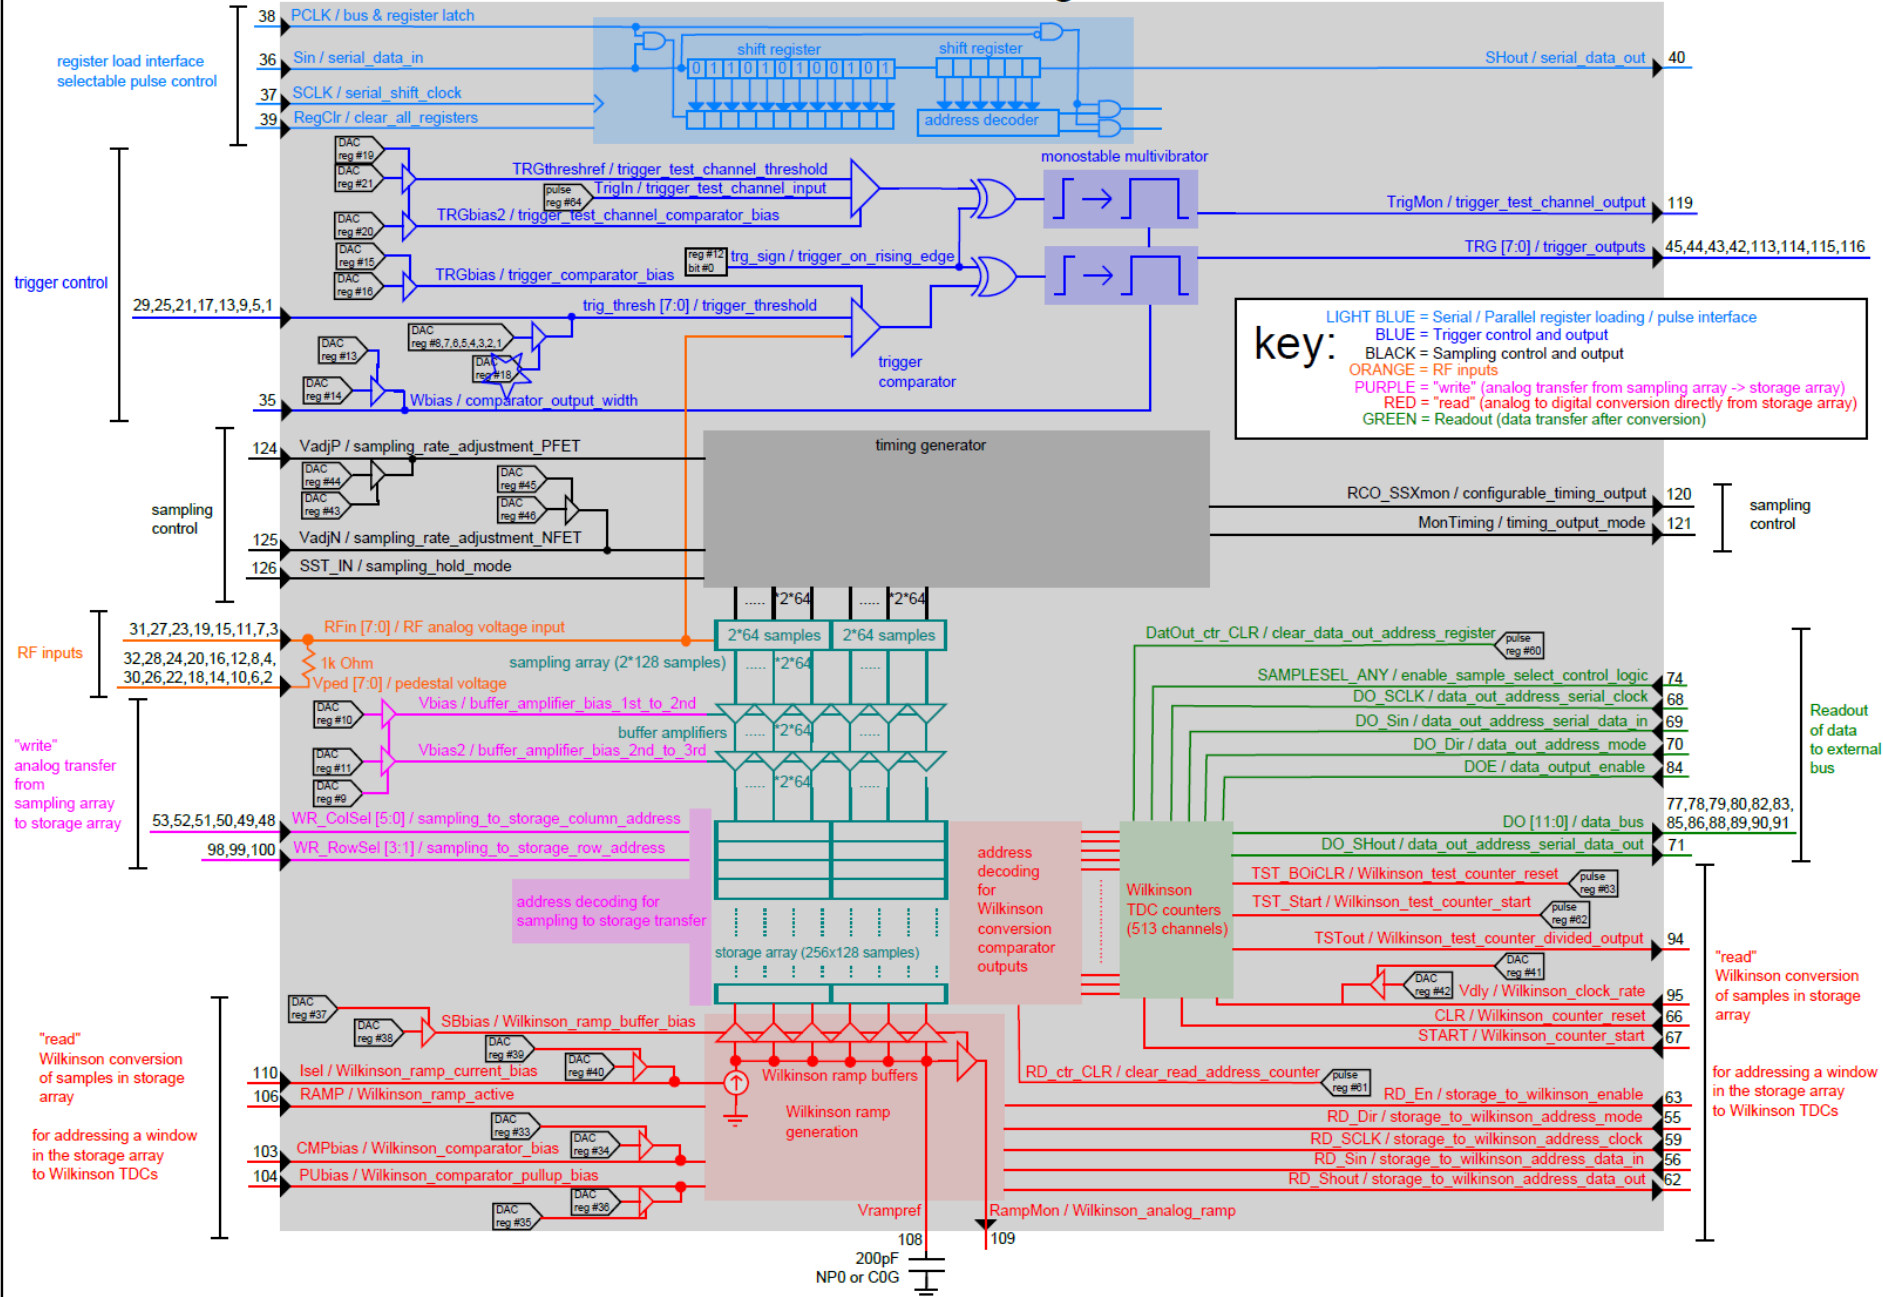 38 PCLK / bus & register latch
36 Sin / serial_data_in
37 SCLK / serial_shift_clock
39 RegClr / clear_all_registers
register load interface
selectable pulse control
shift register
shift register
0 1 1 0 1 0 1 0 0 1 0 1
address decoder
SHout / serial_data_out 40
DAC
reg #19
DAC
reg #21
DAC
reg #20
DAC
reg #15
DAC
reg #16
TRGthreshref / trigger_test_channel_threshold
pulse
reg #64
TrigIn / trigger_test_channel_input
TRGbias2 / trigger_test_channel_comparator_bias
reg #12
bit #0
trg_sign / trigger_on_rising_edge
TRGbias / trigger_comparator_bias
monostable multivibrator
TrigMon / trigger_test_channel_output 119
TRG [7:0] / trigger_outputs 45,44,43,42,113,114,115,116
trigger control
29,25,21,17,13,9,5,1
trig_thresh [7:0] / trigger_threshold
DAC
reg #8,7,6,5,4,3,2,1
DAC
reg #18
DAC
reg #13
DAC
reg #14
trigger
comparator
35 Wbias / comparator_output_width
key:
LIGHT BLUE = Serial / Parallel register loading / pulse interface
BLUE = Trigger control and output
BLACK = Sampling control and output
ORANGE = RF inputs
PURPLE = "write" (analog transfer from sampling array -> storage array)
RED = "read" (analog to digital conversion directly from storage array)
GREEN = Readout (data transfer after conversion)
124 VadjP / sampling_rate_adjustment_PFET
DAC
reg #44
DAC
reg #43
DAC
reg #45
DAC
reg #46
sampling
control
125 VadjN / sampling_rate_adjustment_NFET
126 SST_IN / sampling_hold_mode
timing generator
RCO_SSXmon / configurable_timing_output 120
MonTiming / timing_output_mode 121
sampling
control
..... *2*64 ..... *2*64
2*64 samples 2*64 samples
sampling array (2*128 samples)
..... *2*64 .....
RF inputs
31,27,23,19,15,11,7,3
RFin [7:0] / RF analog voltage input
1k Ohm
32,28,24,20,16,12,8,4,
30,26,22,18,14,10,6,2
Vped [7:0] / pedestal voltage
"write"
analog transfer
from
sampling array
to storage array
DAC
reg #10
Vbias / buffer_amplifier_bias_1st_to_2nd
buffer amplifiers
..... *2*64 .....
DAC
reg #11
Vbias2 / buffer_amplifier_bias_2nd_to_3rd
DAC
reg #9
..... *2*64 .....
53,52,51,50,49,48 WR_ColSel [5:0] / sampling_to_storage_column_address
98,99,100 WR_RowSel [3:1] / sampling_to_storage_row_address
address decoding for
sampling to storage transfer
storage array (256x128 samples)
address
decoding
for
Wilkinson
conversion
comparator
outputs
Wilkinson
TDC counters
(513 channels)
DatOut_ctr_CLR / clear_data_out_address_register
pulse
reg #60
SAMPLESEL_ANY / enable_sample_select_control_logic 74
DO_SCLK / data_out_address_serial_clock 68
DO_Sin / data_out_address_serial_data_in 69
DO_Dir / data_out_address_mode 70
DOE / data_output_enable 84
Readout
of data
to external
bus
77,78,79,80,82,83,
DO [11:0] / data_bus 85,86,88,89,90,91
DO_SHout / data_out_address_serial_data_out 71
TST_BOiCLR / Wilkinson_test_counter_reset
pulse
reg #63
TST_Start / Wilkinson_test_counter_start
pulse
reg #62
TSTout / Wilkinson_test_counter_divided_output 94
DAC
reg #41
DAC
reg #42
Vdly / Wilkinson_clock_rate 95
CLR / Wilkinson_counter_reset 66
START / Wilkinson_counter_start 67
RD_ctr_CLR / clear_read_address_counter
pulse
reg #61
RD_En / storage_to_wilkinson_enable 63
RD_Dir / storage_to_wilkinson_address_mode 55
RD_SCLK / storage_to_wilkinson_address_clock 59
RD_Sin / storage_to_wilkinson_address_data_in 56
RD_Shout / storage_to_wilkinson_address_data_out 62
"read"
Wilkinson conversion
of samples in storage
array
for addressing a window
in the storage array
to Wilkinson TDCs
"read"
Wilkinson conversion
of samples in storage
array
for addressing a window
in the storage array
to Wilkinson TDCs
DAC
reg #37
DAC
reg #38
SBbias / Wilkinson_ramp_buffer_bias
DAC
reg #39
DAC
reg #40
110 Isel / Wilkinson_ramp_current_bias
106 RAMP / Wilkinson_ramp_active
Wilkinson ramp buffers
Wilkinson ramp
generation
DAC
reg #33
DAC
reg #34
103 CMPbias / Wilkinson_comparator_bias
104 PUbias / Wilkinson_comparator_pullup_bias
DAC
reg #36
DAC
reg #35
Vrampref
RampMon / Wilkinson_analog_ramp
108
109
200pF
NP0 or C0G